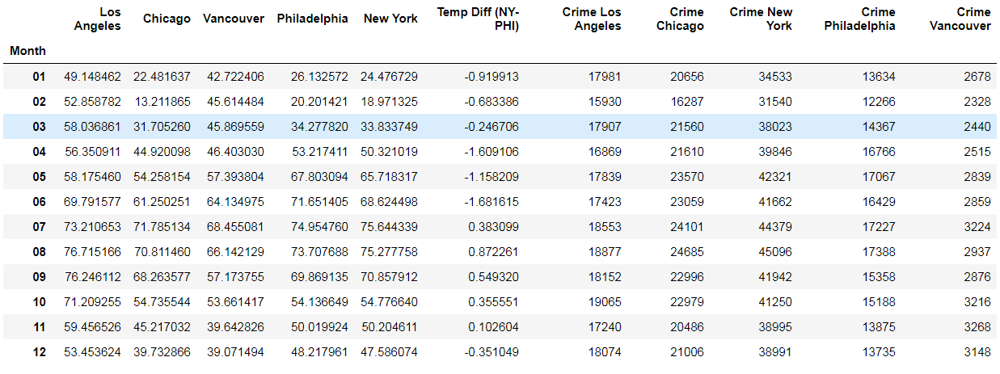 Los Angeles Chicago Vancouver Philadelphia New York Temp Diff (NY-PHI) Crime Los Angeles Crime Chicago Crime New York Crime Philadelphia Crime Vancouver
Month
01 49.148462 22.481637 42.722406 26.132572 24.476729 -0.919913 17981 20656 34533 13634 2678
02 52.858782 13.211865 45.614484 20.201421 18.971325 -0.683386 15930 16287 31540 12266 2328
03 58.036861 31.705260 45.869559 34.277820 33.833749 -0.246706 17907 21560 38023 14367 2440
04 56.350911 44.920098 46.403030 53.217411 50.321019 -1.609106 16869 21610 39846 16766 2515
05 58.175460 54.258154 57.393804 67.803094 65.718317 -1.158209 17839 23570 42321 17067 2839
06 69.791577 61.250251 64.134975 71.651405 68.624498 -1.681615 17423 23059 41662 16429 2859
07 73.210653 71.785134 68.455081 74.954760 75.644339 0.383099 18553 24101 44379 17227 3224
08 76.715166 70.811460 66.142129 73.707688 75.277758 0.872261 18877 24685 45096 17388 2937
09 76.246112 68.263577 57.173755 69.869135 70.857912 0.549320 18152 22996 41942 15358 2876
10 71.209255 54.735544 53.661417 54.136649 54.776640 0.355551 19065 22979 41250 15188 3216
11 59.456526 45.217032 39.642826 50.019924 50.204611 0.102604 17240 20486 38995 13875 3268
12 53.453624 39.732866 39.071494 48.217961 47.586074 -0.351049 18074 21006 38991 13735 3148